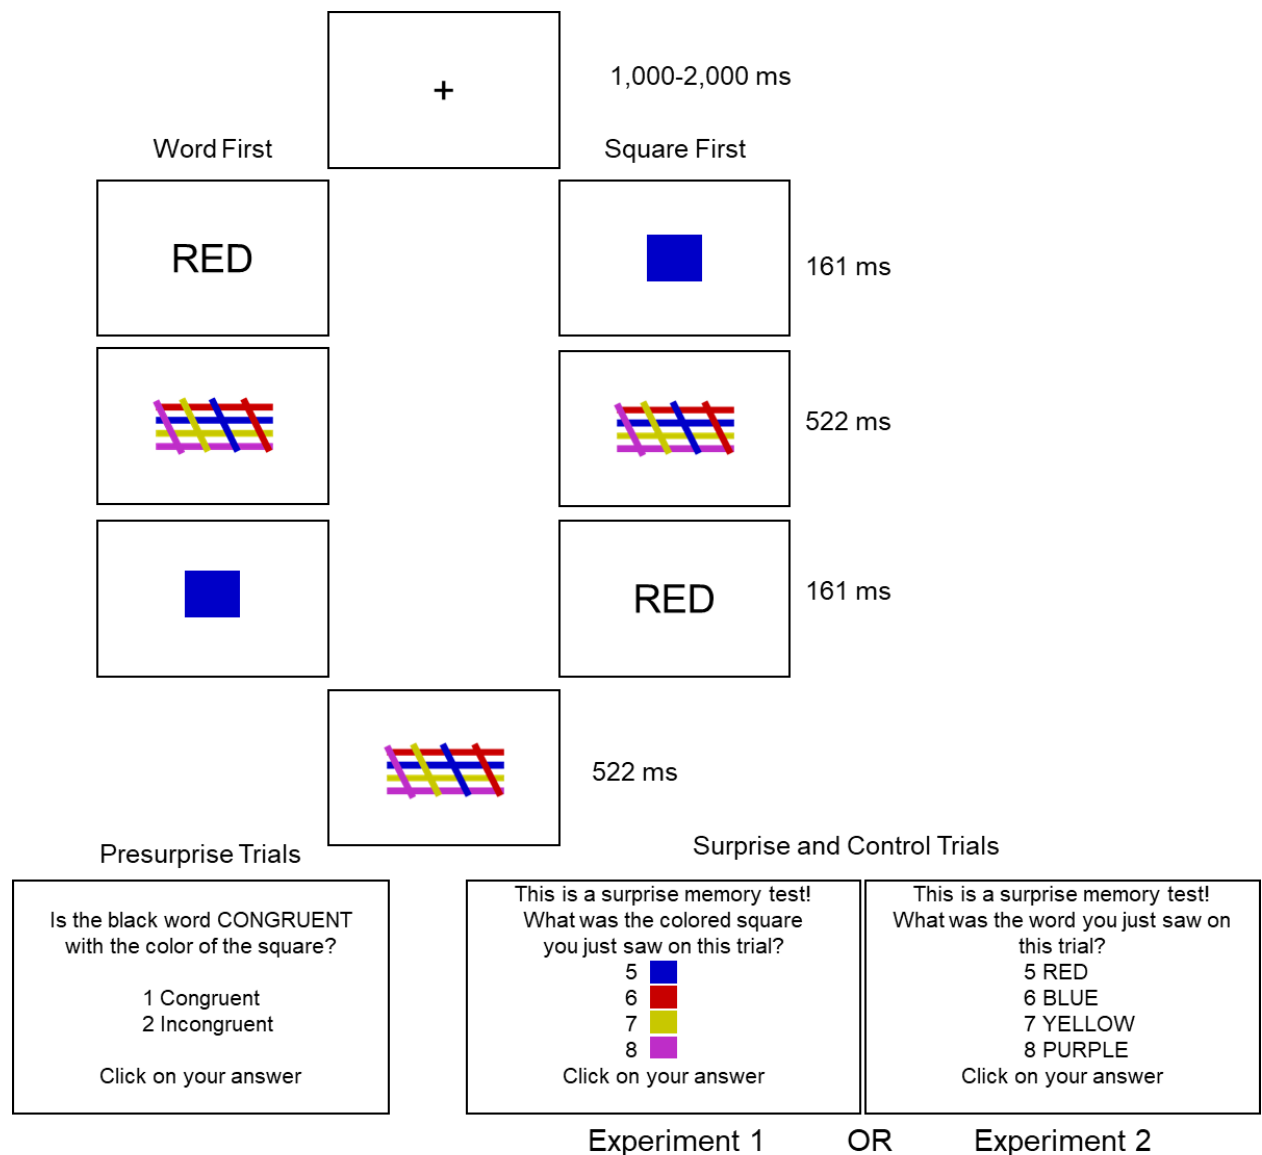 +
1,000-2,000 ms
Word First
Square First
RED
161 ms
522 ms
RED
161 ms
522 ms
Presurprise Trials
Is the black word CONGRUENT
with the color of the square?
1 Congruent
2 Incongruent
Click on your answer
Surprise and Control Trials
This is a surprise memory test!
What was the colored square
you just saw on this trial?
5
6
7
8
Click on your answer
This is a surprise memory test!
What was the word you just saw on
this trial?
5 RED
6 BLUE
7 YELLOW
8 PURPLE
Click on your answer
Experiment 1 OR Experiment 2